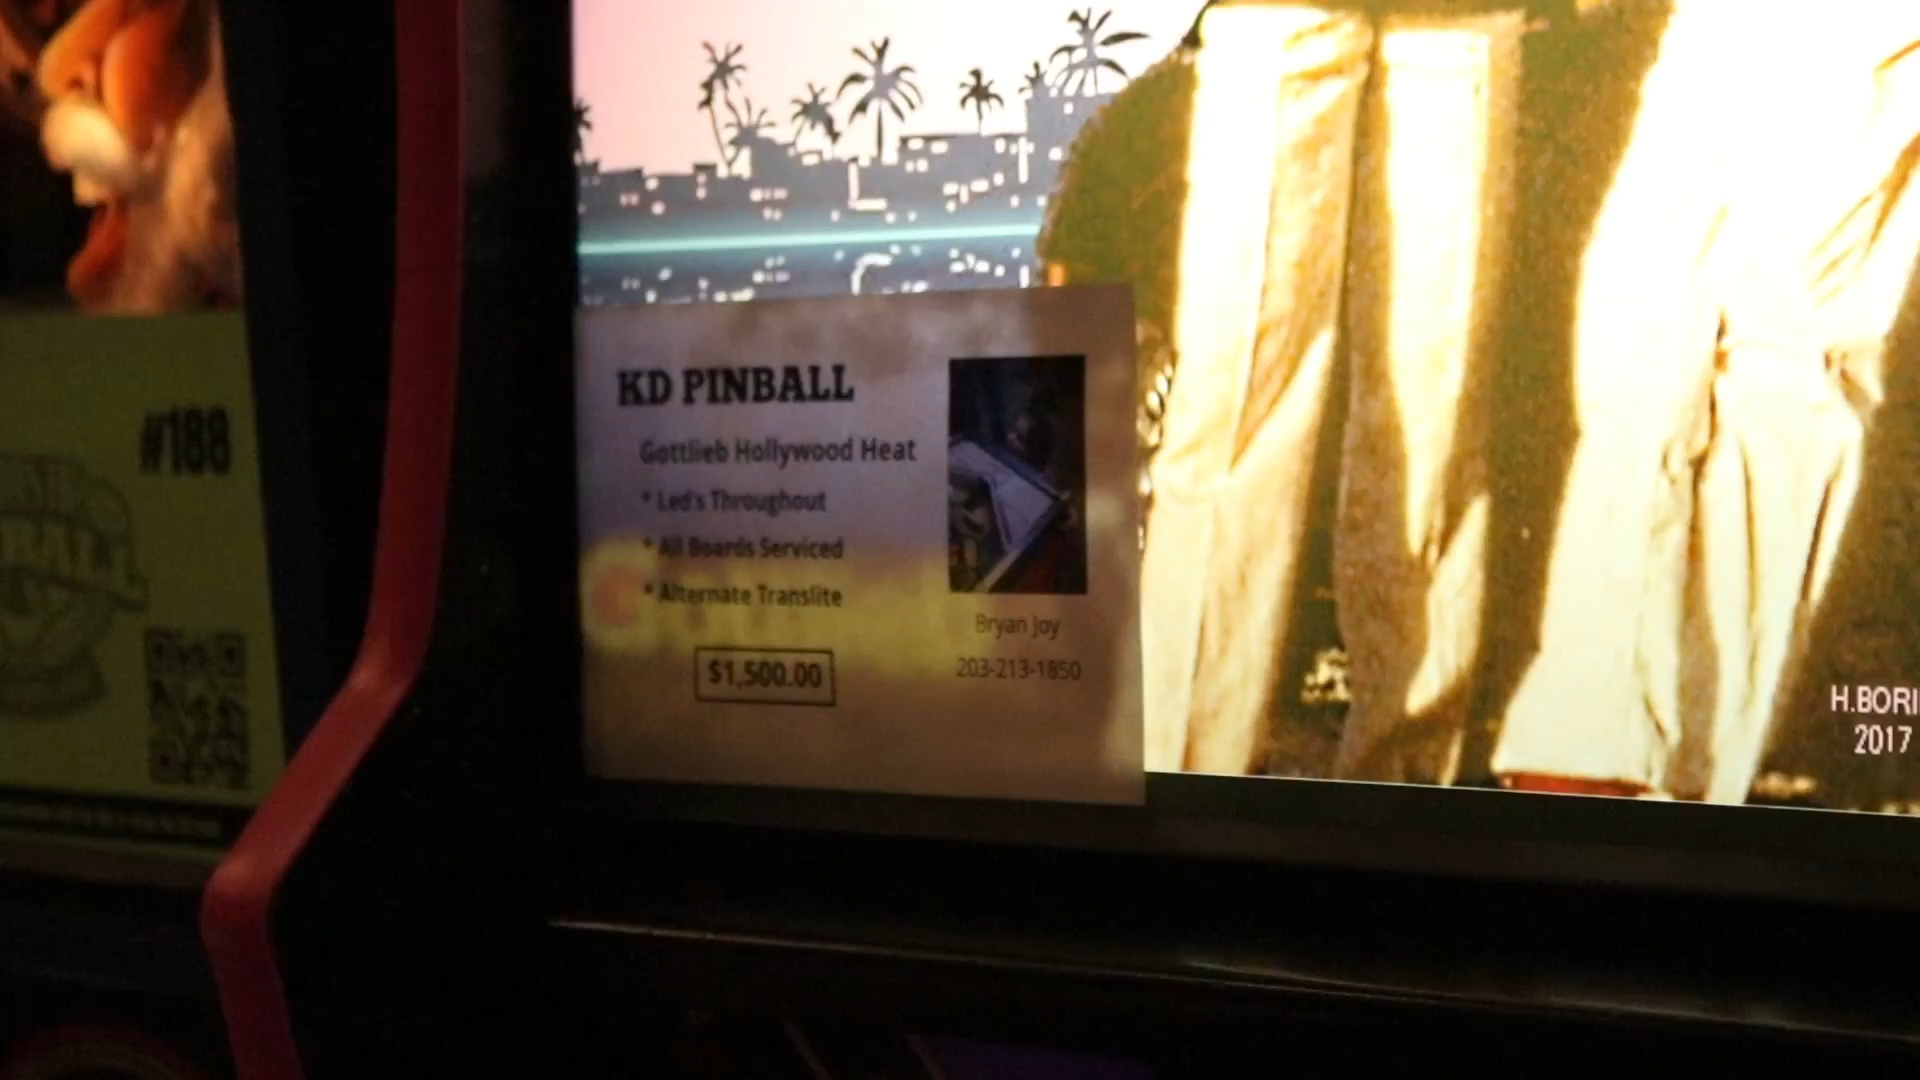 #188
KD PINBALL
Gottlieb Hollywood Heat
* Led's Throughout
* All Boards Serviced
* Alternate Translite
$1,500.00
Bryan Joy
203-213-1850
H.BORI
2017